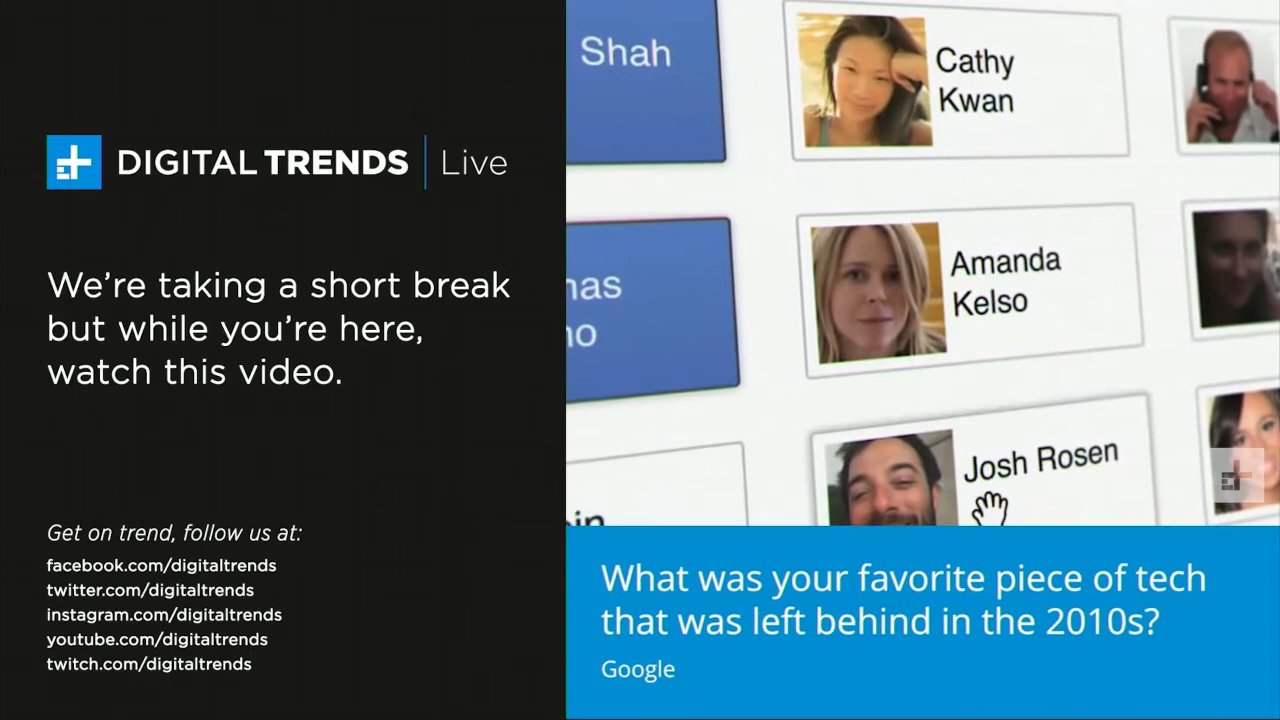 DIGITAL TRENDS | Live
We're taking a short break
but while you're here,
watch this video.
Get on trend, follow us at:
facebook.com/digitaltrends
twitter.com/digitaltrends
instagram.com/digitaltrends
youtube.com/digitaltrends
twitch.com/digitaltrends
Shah
Cathy
Kwan
Amanda
Kelso
Josh Rosen
What was your favorite piece of tech
that was left behind in the 2010s?
Google